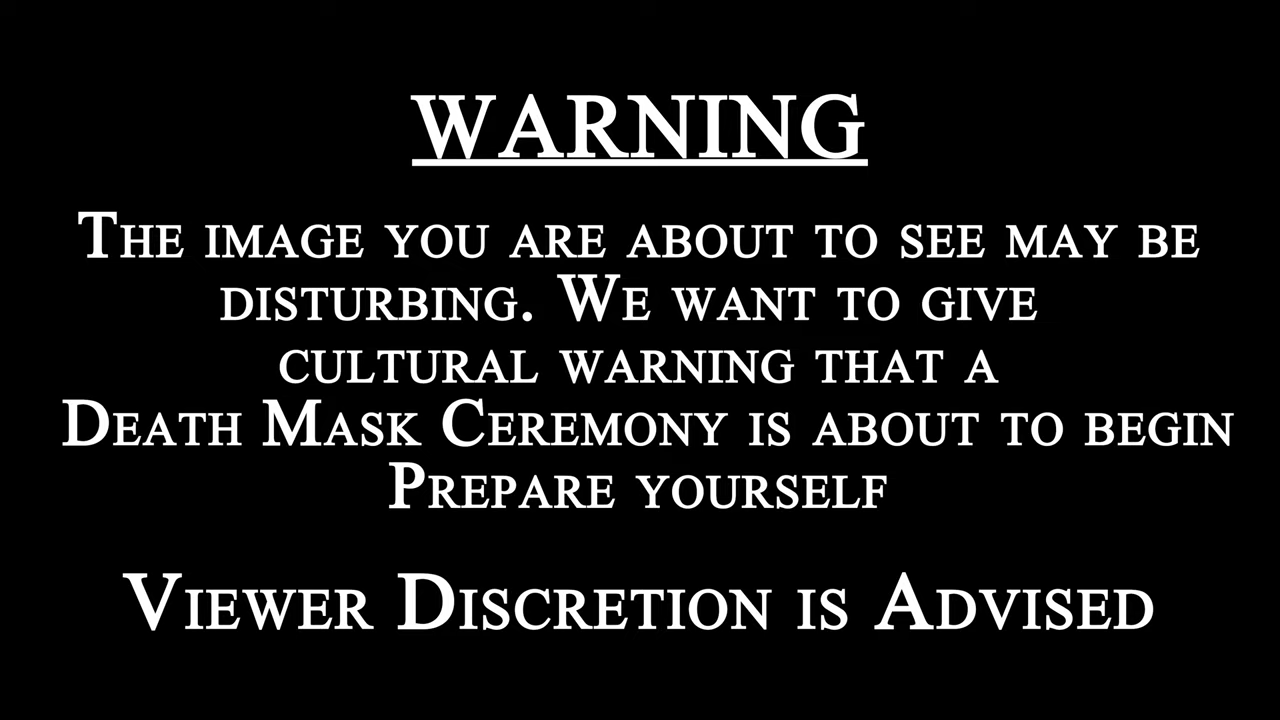 WARNING
The image you are about to see may be
disturbing. We want to give
cultural warning that a
Death Mask Ceremony is about to begin
Prepare yourself
Viewer Discretion is Advised